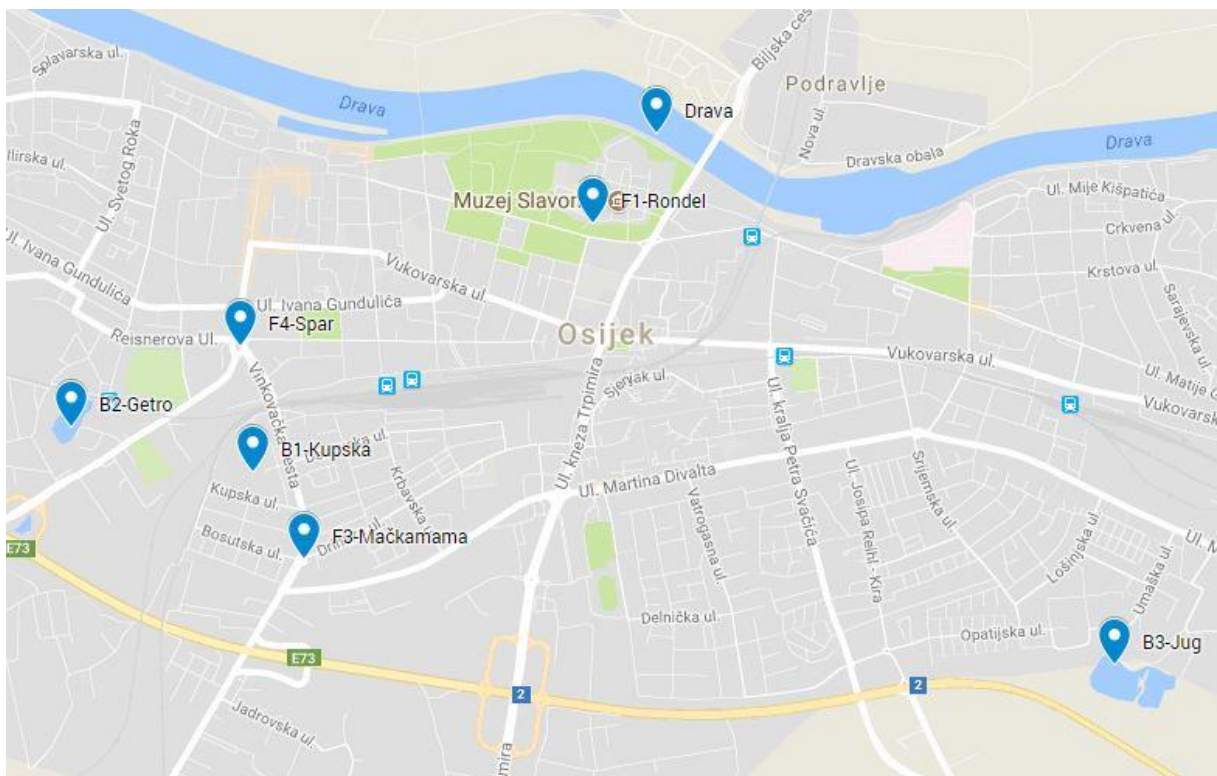 Splavarska ul.
Drava
Drava
Biljska ces
Podravlje
Nova ul.
Dravska obala
Drava
Ilirska ul.
Ul. Svetog Roka
Muzej Slavon
F1-Rondel
Ul. Mije Kišpatića
Crkvena ul.
Krstova ul.
Sarajevska ul.
Ul. Ivana Gundulića
Vukovarska ul.
Ul. Ivana Gundulića
F4-Spar
Reisnerova Ul.
Osijek
Vukovarska ul.
Ul. Matije G
Vukovarsk
B2-Getro
Vinkovačka cesta
Sjenjak ul.
Ul. kneza Trpimira
Ul. kralja Petra Svačića
B1-Kupska
Kupska ul.
Krbavska
Ul. Martina Divalta
Vatrogasna ul.
Ul. Josipa Reihl - Kira
Srijemska ul.
Bosutska ul.
F3-Mačkamama
Lošinjska ul.
Ul. M
Umaška ul.
E73
Delnička ul.
Opatijska ul.
B3-Jug
E73
2
2
Jadrovska ul.
mira